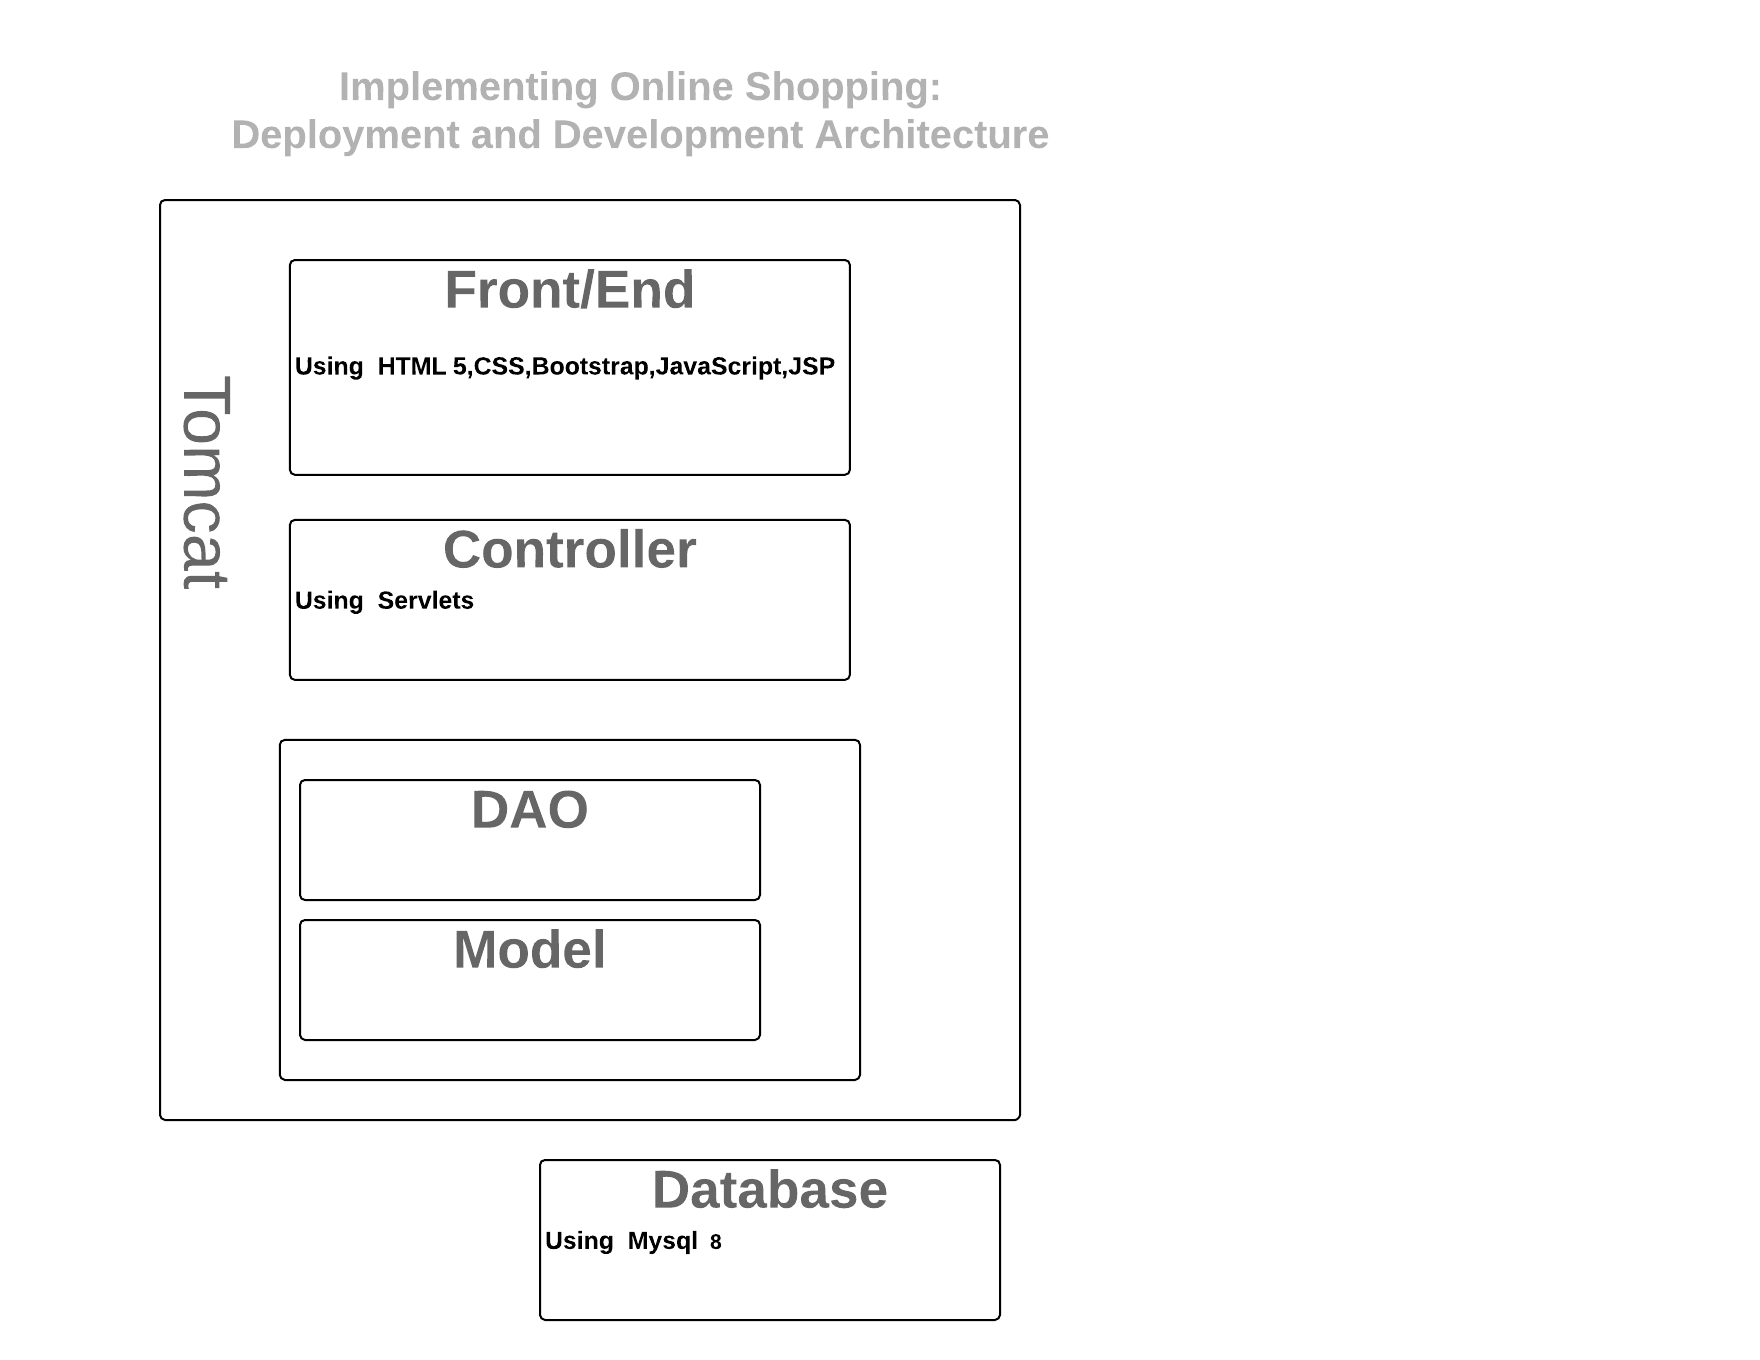 Implementing Online Shopping:
Deployment and Development Architecture
Tomcat
Front/End
Using HTML 5,CSS,Bootstrap,JavaScript,JSP
Controller
Using Servlets
DAO
Model
Database
Using Mysql 8